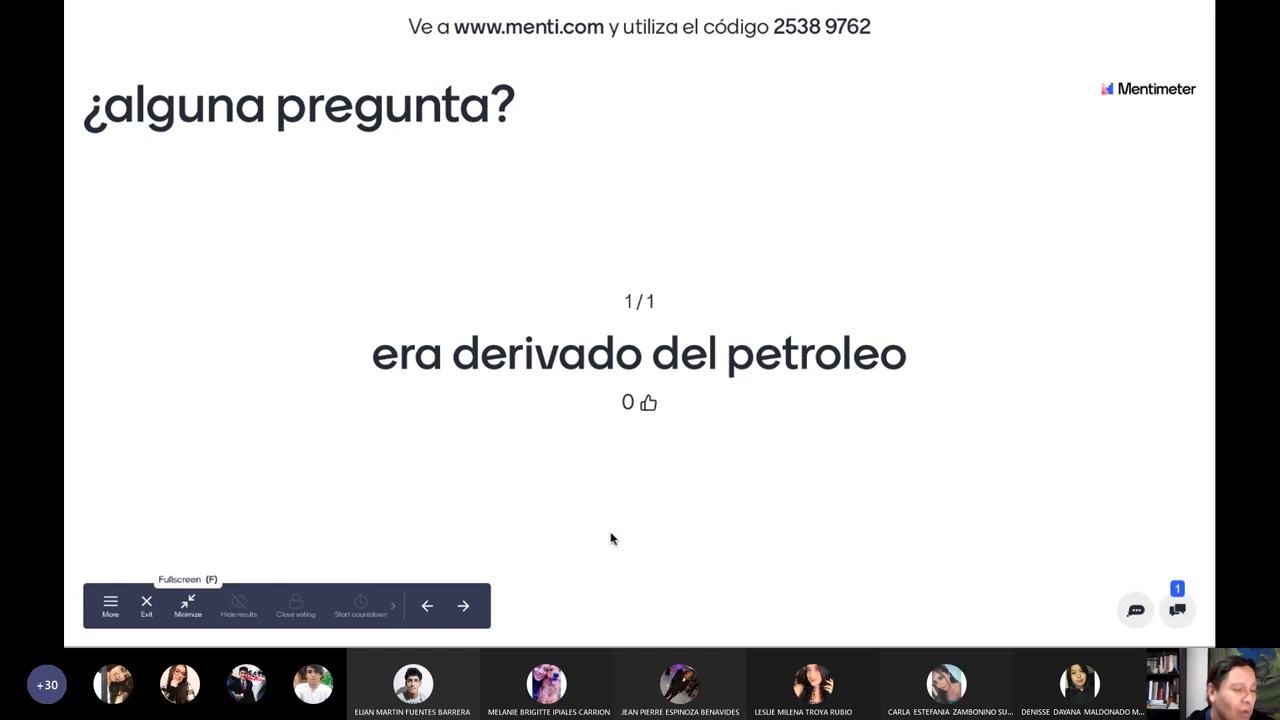 Ve a www.menti.com y utiliza el código 2538 9762
¿alguna pregunta?
Mentimeter
1 / 1
era derivado del petroleo
0
Fullscreen (F)
More
Exit
Minimize
Hide results
Close voting
Start countdown
1
+30
ELIAN MARTIN FUENTES BARRERA
MELANIE BRIGITTE IPIALES CARRION
JEAN PIERRE ESPINOZA BENAVIDES
LESLIE MILENA TROYA RUBIO
CARLA ESTEFANIA ZAMBONINO SU...
DENISSE DAYANA MALDONADO M...